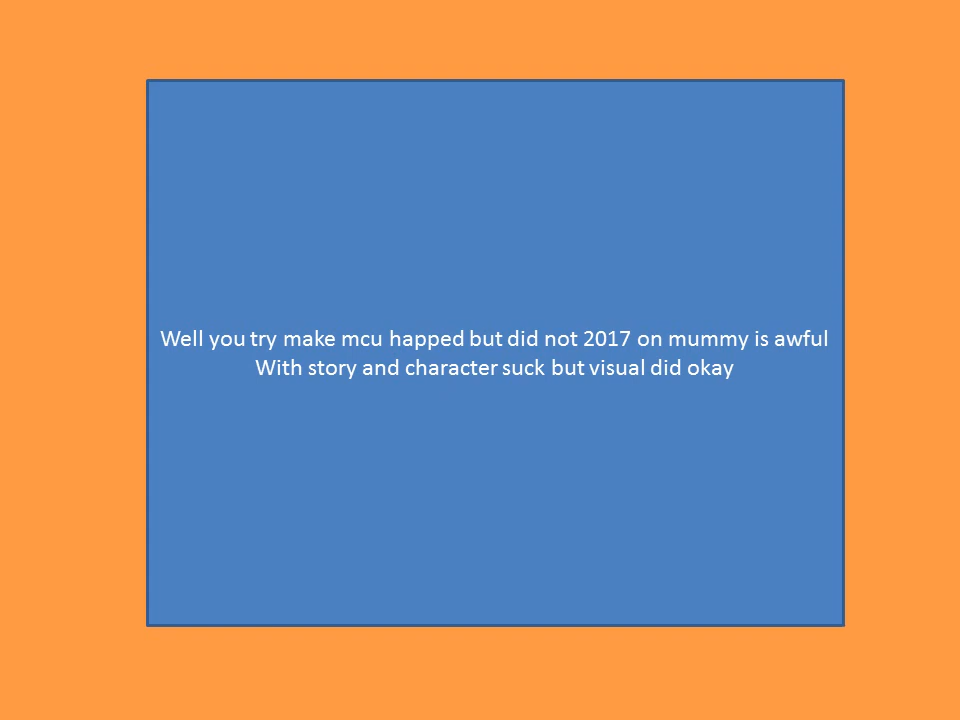 Well you try make mcu happed but did not 2017 on mummy is awful
With story and character suck but visual did okay